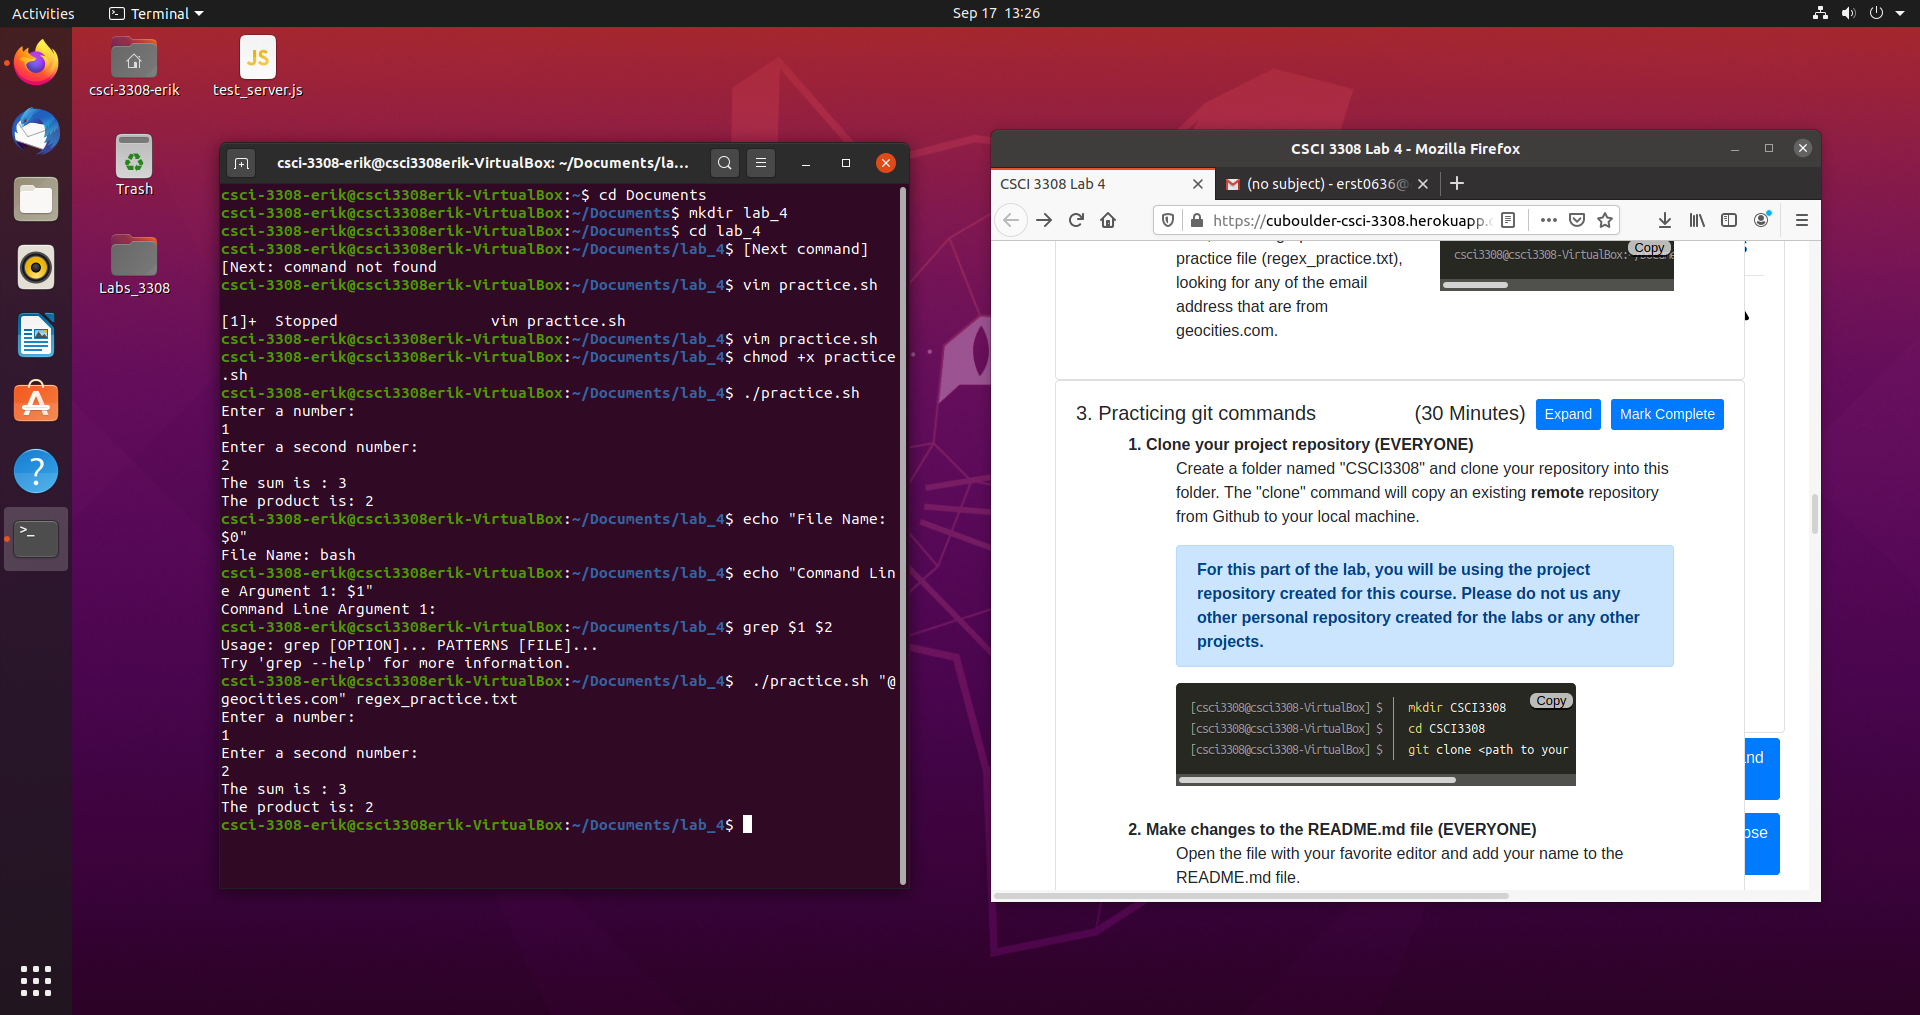 Activities
Terminal
Sep 17 13:26
csci-3308-erik
JS
test_server.js
Trash
Labs_3308
csci-3308-erik@csci3308erik-VirtualBox: ~/Documents/la...
csci-3308-erik@csci3308erik-VirtualBox:~$ cd Documents
csci-3308-erik@csci3308erik-VirtualBox:~/Documents$ mkdir lab_4
csci-3308-erik@csci3308erik-VirtualBox:~/Documents$ cd lab_4
csci-3308-erik@csci3308erik-VirtualBox:~/Documents/lab_4$ [Next command]
[Next: command not found
csci-3308-erik@csci3308erik-VirtualBox:~/Documents/lab_4$ vim practice.sh
[1]+  Stopped                 vim practice.sh
csci-3308-erik@csci3308erik-VirtualBox:~/Documents/lab_4$ vim practice.sh
csci-3308-erik@csci3308erik-VirtualBox:~/Documents/lab_4$ chmod +x practice
.sh
csci-3308-erik@csci3308erik-VirtualBox:~/Documents/lab_4$ ./practice.sh
Enter a number:
1
Enter a second number:
2
The sum is : 3
The product is: 2
csci-3308-erik@csci3308erik-VirtualBox:~/Documents/lab_4$ echo "File Name:
$0"
File Name: bash
csci-3308-erik@csci3308erik-VirtualBox:~/Documents/lab_4$ echo "Command Lin
e Argument 1: $1"
Command Line Argument 1:
csci-3308-erik@csci3308erik-VirtualBox:~/Documents/lab_4$ grep $1 $2
Usage: grep [OPTION]... PATTERNS [FILE]...
Try 'grep --help' for more information.
csci-3308-erik@csci3308erik-VirtualBox:~/Documents/lab_4$  ./practice.sh "@
geocities.com" regex_practice.txt
Enter a number:
1
Enter a second number:
2
The sum is : 3
The product is: 2
csci-3308-erik@csci3308erik-VirtualBox:~/Documents/lab_4$
CSCI 3308 Lab 4 - Mozilla Firefox
CSCI 3308 Lab 4
(no subject) - erst0636@
https://cuboulder-csci-3308.herokuapp.c
practice file (regex_practice.txt),
looking for any of the email
address that are from
geocities.com.
Copy
csci3308@csci3308-VirtualBox:~/Docume
3. Practicing git commands
(30 Minutes)
Expand
Mark Complete
1. Clone your project repository (EVERYONE)
Create a folder named "CSCI3308" and clone your repository into this
folder. The "clone" command will copy an existing remote repository
from Github to your local machine.
For this part of the lab, you will be using the project
repository created for this course. Please do not us any
other personal repository created for the labs or any other
projects.
Copy
[csci3308@csci3308-VirtualBox] $ mkdir CSCI3308
[csci3308@csci3308-VirtualBox] $ cd CSCI3308
[csci3308@csci3308-VirtualBox] $ git clone <path to your
nd
ose
2. Make changes to the README.md file (EVERYONE)
Open the file with your favorite editor and add your name to the
README.md file.